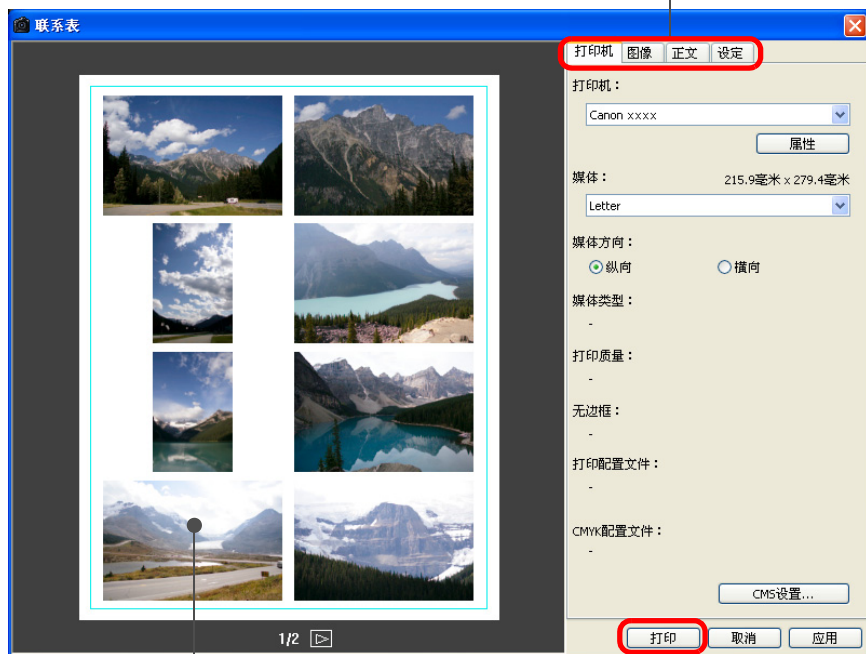 联系表
打印机 图像 正文 设定
打印机：
Canon xxxx
属性
媒体： 215.9毫米 x 279.4毫米
Letter
媒体方向：
纵向 横向
媒体类型：
-
打印质量：
-
无边框：
-
打印配置文件：
-
CMYK配置文件：
-
CMS设置...
1/2
打印 取消 应用